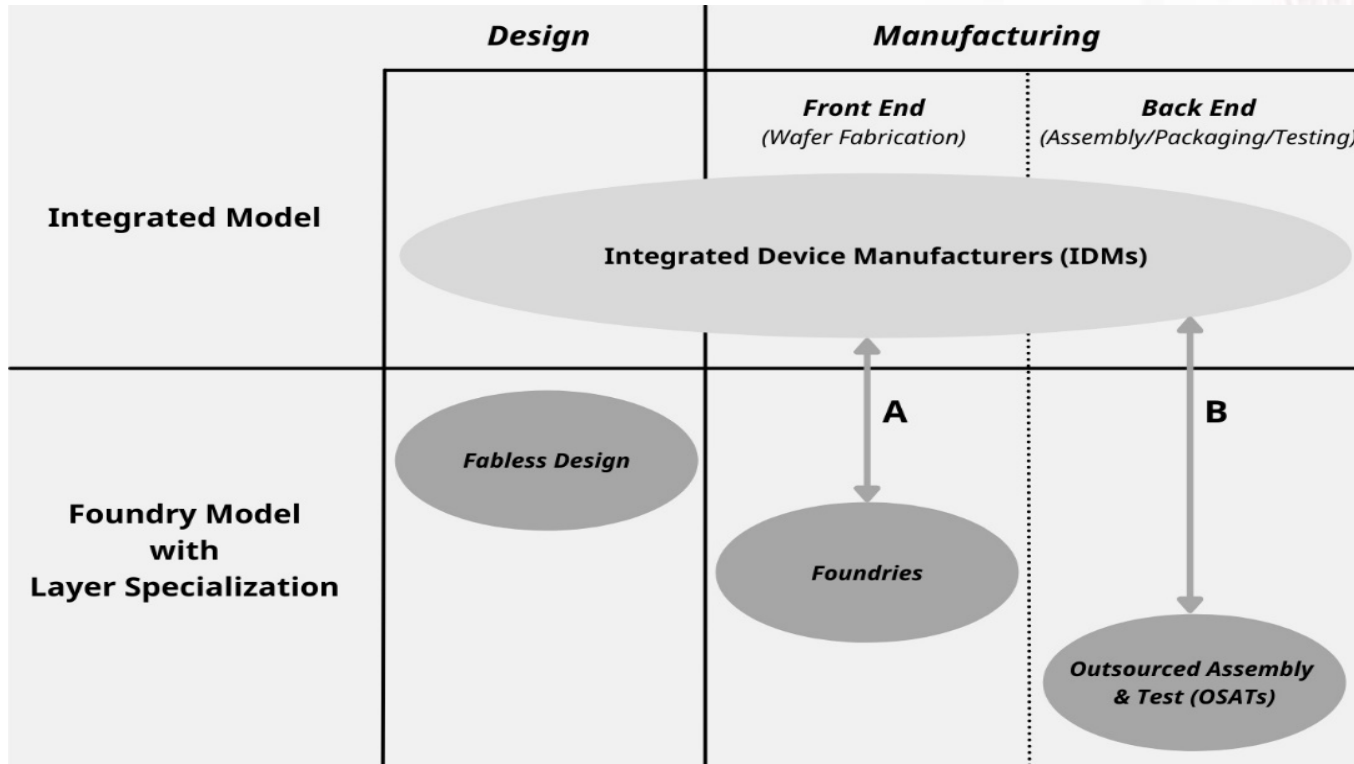 Design
Manufacturing
Front End
(Wafer Fabrication)
Back End
(Assembly/Packaging/Testing)
Integrated Model
Integrated Device Manufacturers (IDMs)
A
B
Fabless Design
Foundry Model
with
Layer Specialization
Foundries
Outsourced Assembly
& Test (OSATs)